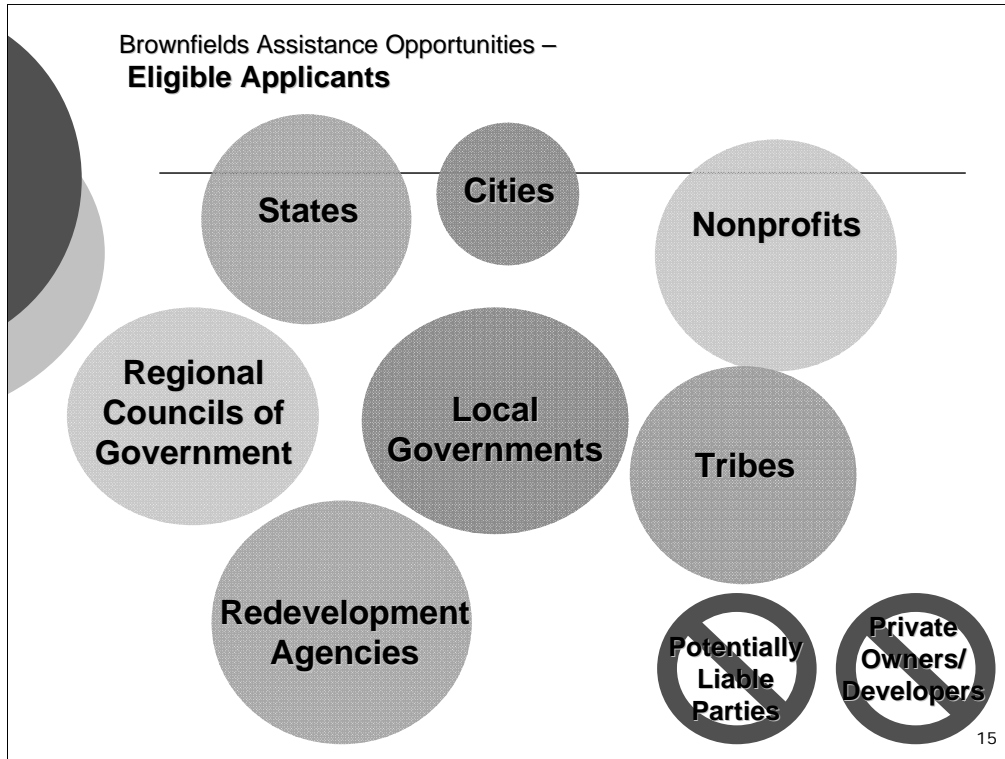 Brownfields Assistance Opportunities –
Eligible Applicants
States
Cities
Nonprofits
Regional
Councils of
Government
Local
Governments
Tribes
Redevelopment
Agencies
Potentially
Liable
Parties
Private
Owners/
Developers
15